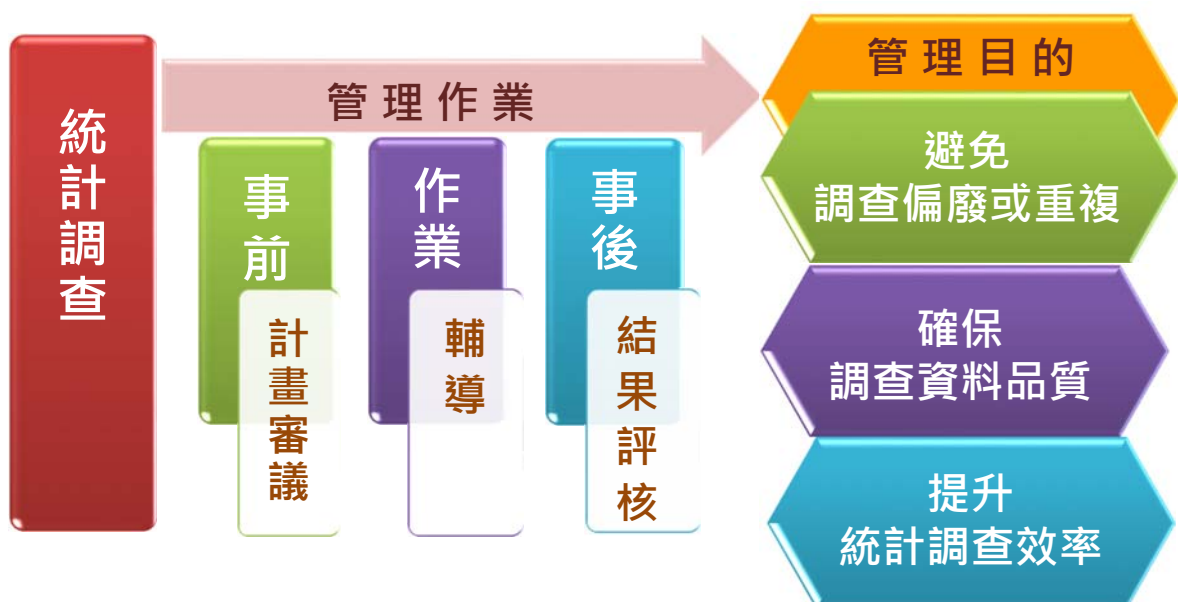 統計調查
管理作業
事前
計畫審議
作業
輔導
事後
結果評核
管理目的
避免
調查偏廢或重複
確保
調查資料品質
提升
統計調查效率